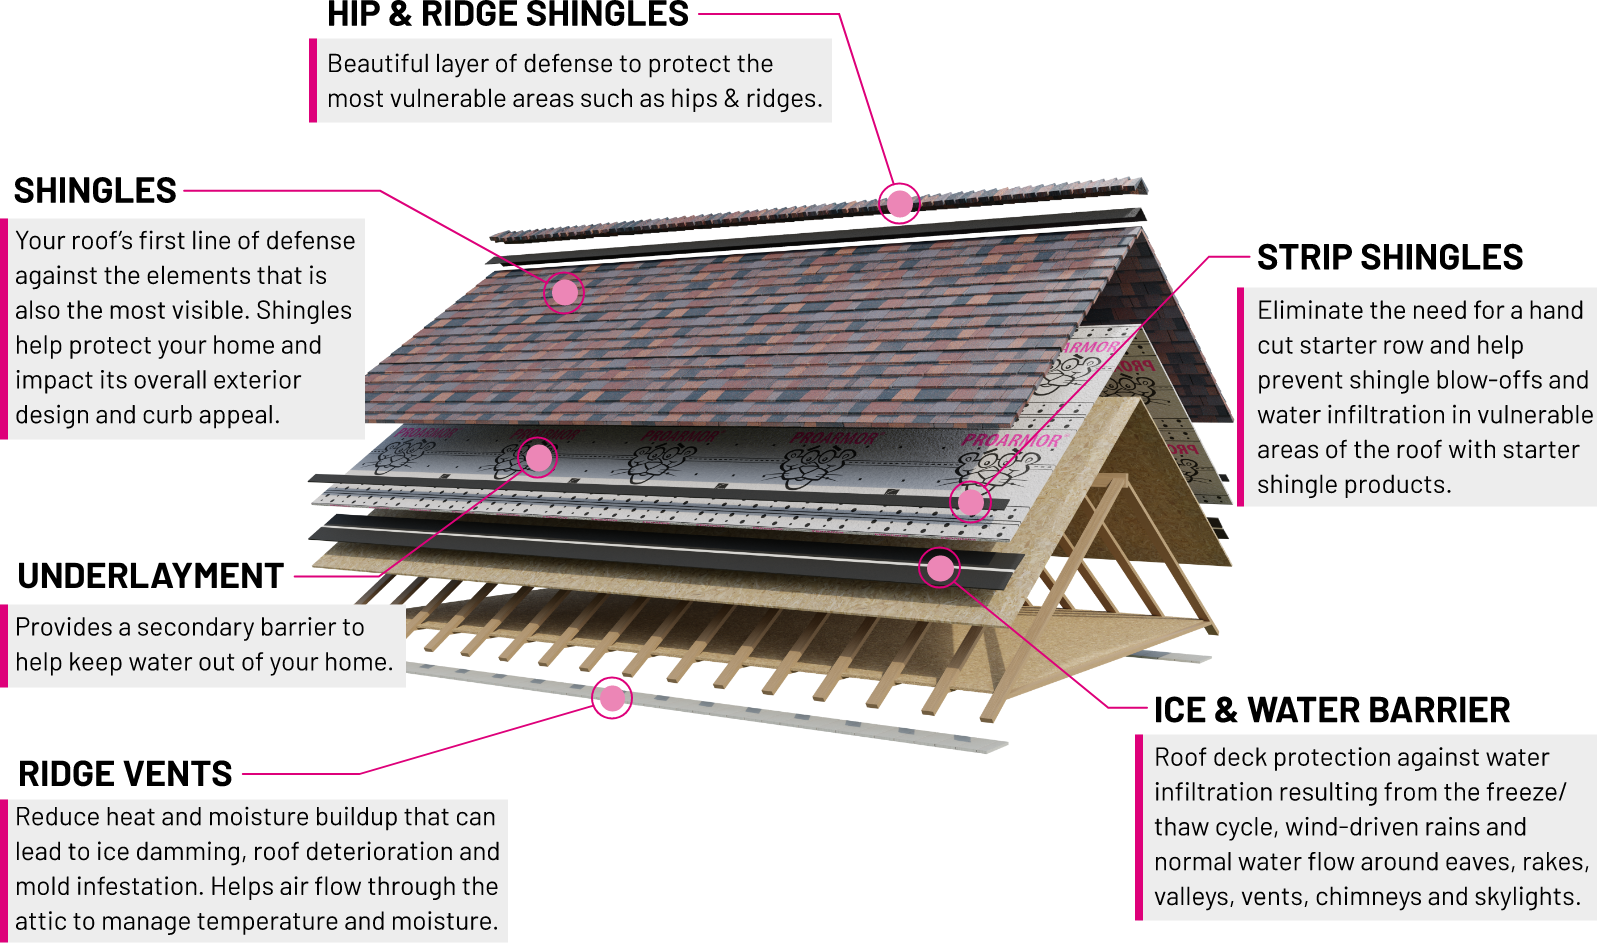 HIP & RIDGE SHINGLES
Beautiful layer of defense to protect the
most vulnerable areas such as hips & ridges.
SHINGLES
Your roof's first line of defense
against the elements that is
also the most visible. Shingles
help protect your home and
impact its overall exterior
design and curb appeal.
STRIP SHINGLES
Eliminate the need for a hand
cut starter row and help
prevent shingle blow-offs and
water infiltration in vulnerable
areas of the roof with starter
shingle products.
ARMOR
PROARMOR PROARMOR PROARMOR PROARMOR
UNDERLAYMENT
Provides a secondary barrier to
help keep water out of your home.
RIDGE VENTS
Reduce heat and moisture buildup that can
lead to ice damming, roof deterioration and
mold infestation. Helps air flow through the
attic to manage temperature and moisture.
ICE & WATER BARRIER
Roof deck protection against water
infiltration resulting from the freeze/
thaw cycle, wind-driven rains and
normal water flow around eaves, rakes,
valleys, vents, chimneys and skylights.